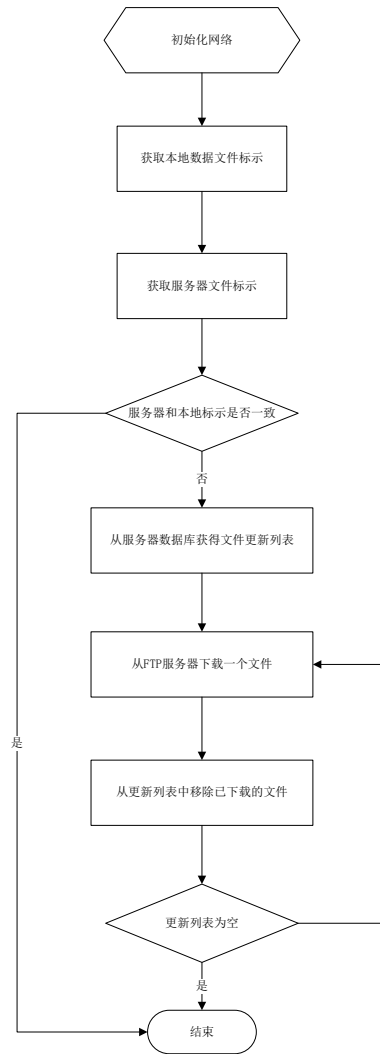 初始化网络
获取本地数据文件标示
获取服务器文件标示
服务器和本地标示是否一致
否
从服务器数据库获得文件更新列表
从FTP服务器下载一个文件
是
从更新列表中移除已下载的文件
更新列表为空
是
结束